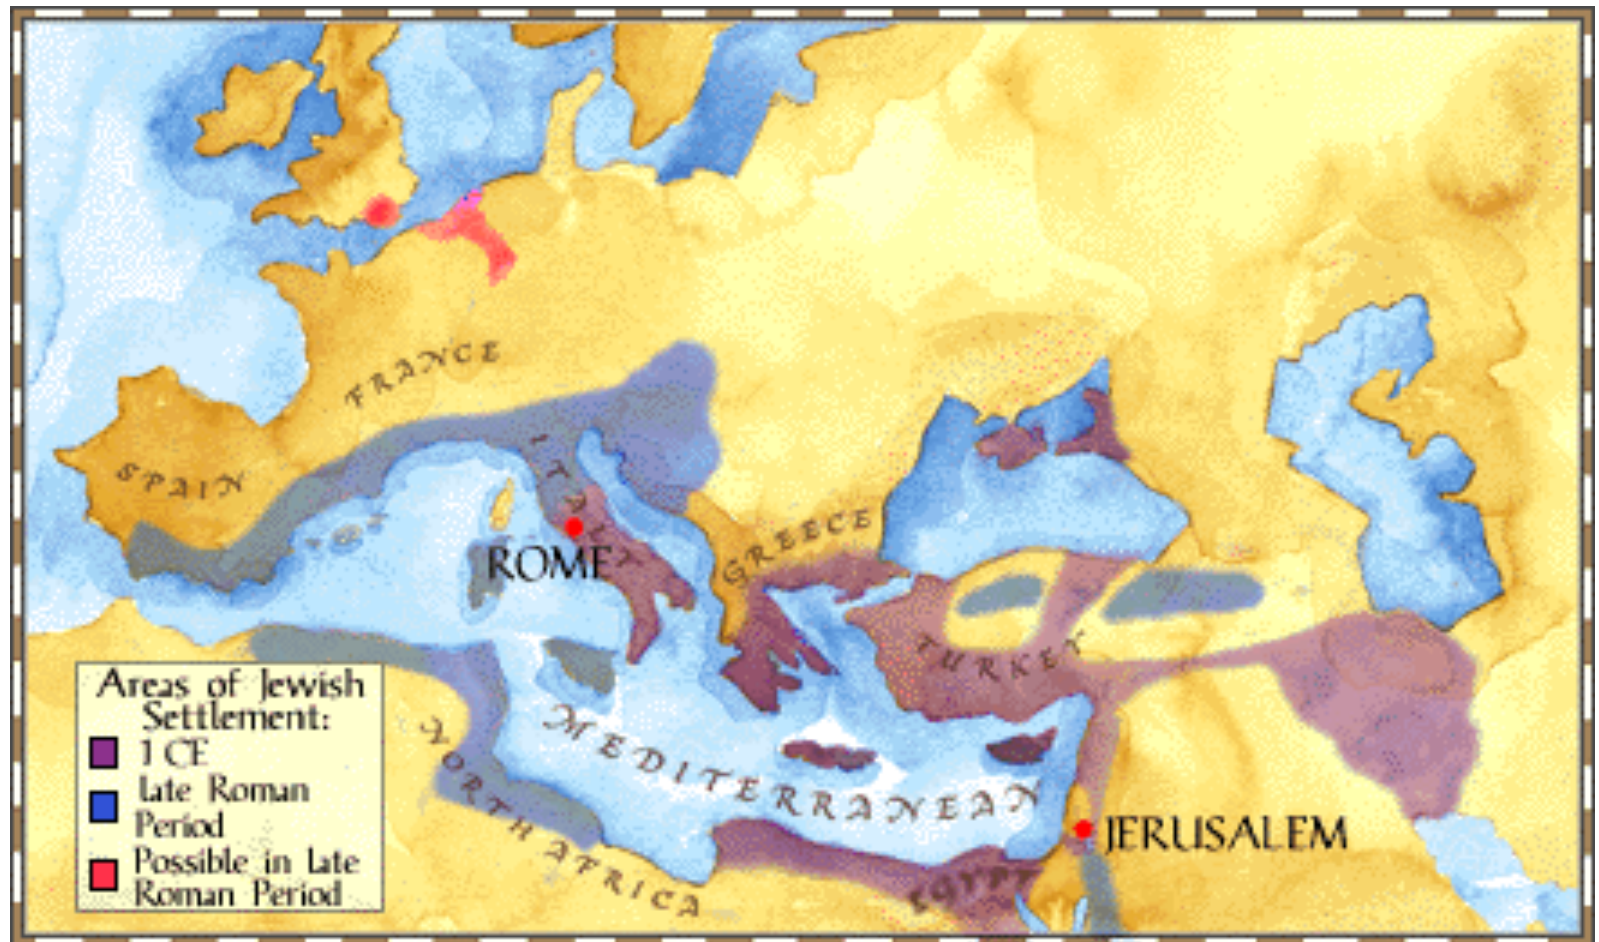 FRANCE
SPAIN
ITALY
ROME
GREECE
TURKEY
MEDITERRANEAN
NORTH AFRICA
EGYPT
JERUSALEM
Areas of Jewish
Settlement:
1 CE
late Roman
Period
Possible in late
Roman Period